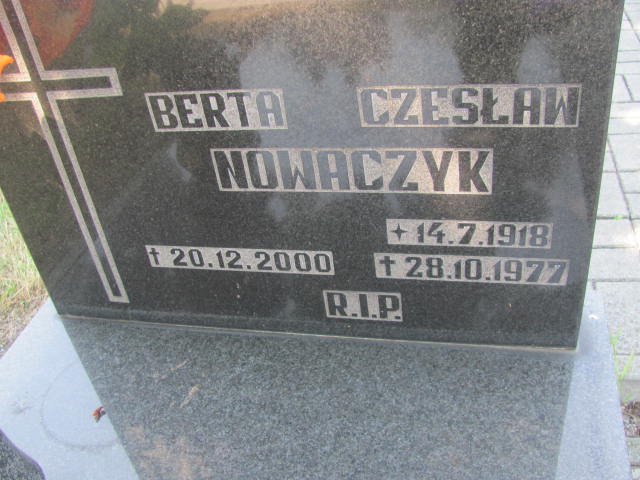 BERTA CZESŁAW
NOWACZYK
✦ 14.7.1918
† 20.12.2000 † 28.10.1977
R.I.P.